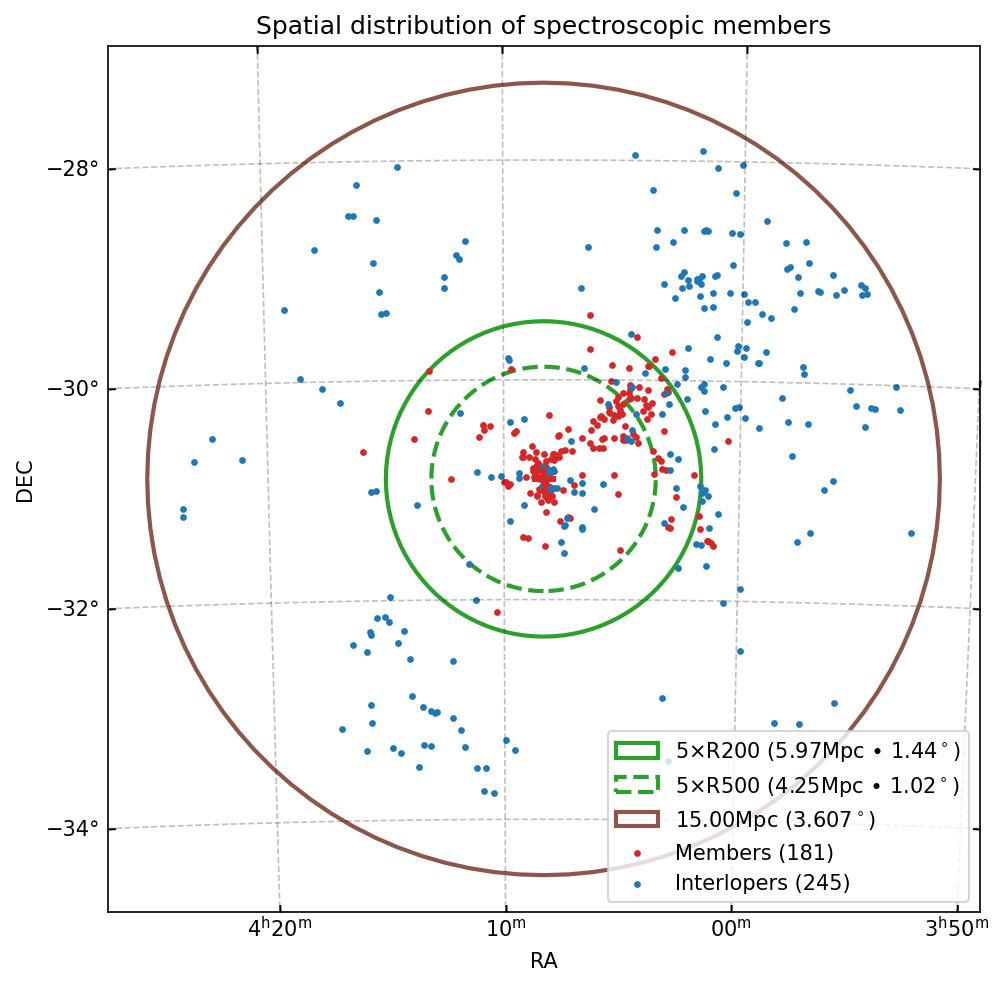 Spatial distribution of spectroscopic members
−28°
−30°
−32°
−34°
DEC
5×R200 (5.97Mpc • 1.44°)
5×R500 (4.25Mpc • 1.02°)
15.00Mpc (3.607°)
Members (181)
Interlopers (245)
4ʰ20ᵐ 10ᵐ 00ᵐ 3ʰ50ᵐ
RA